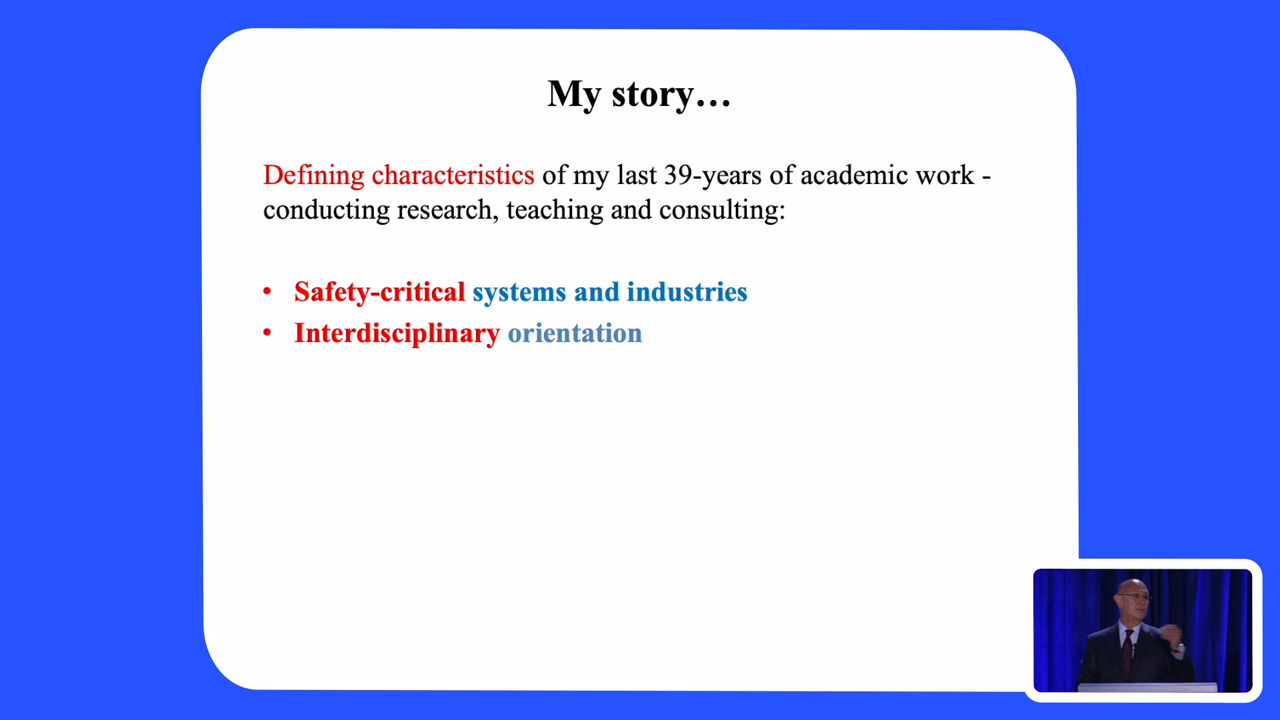 My story…
Defining characteristics of my last 39-years of academic work -
conducting research, teaching and consulting:
• Safety-critical systems and industries
• Interdisciplinary orientation